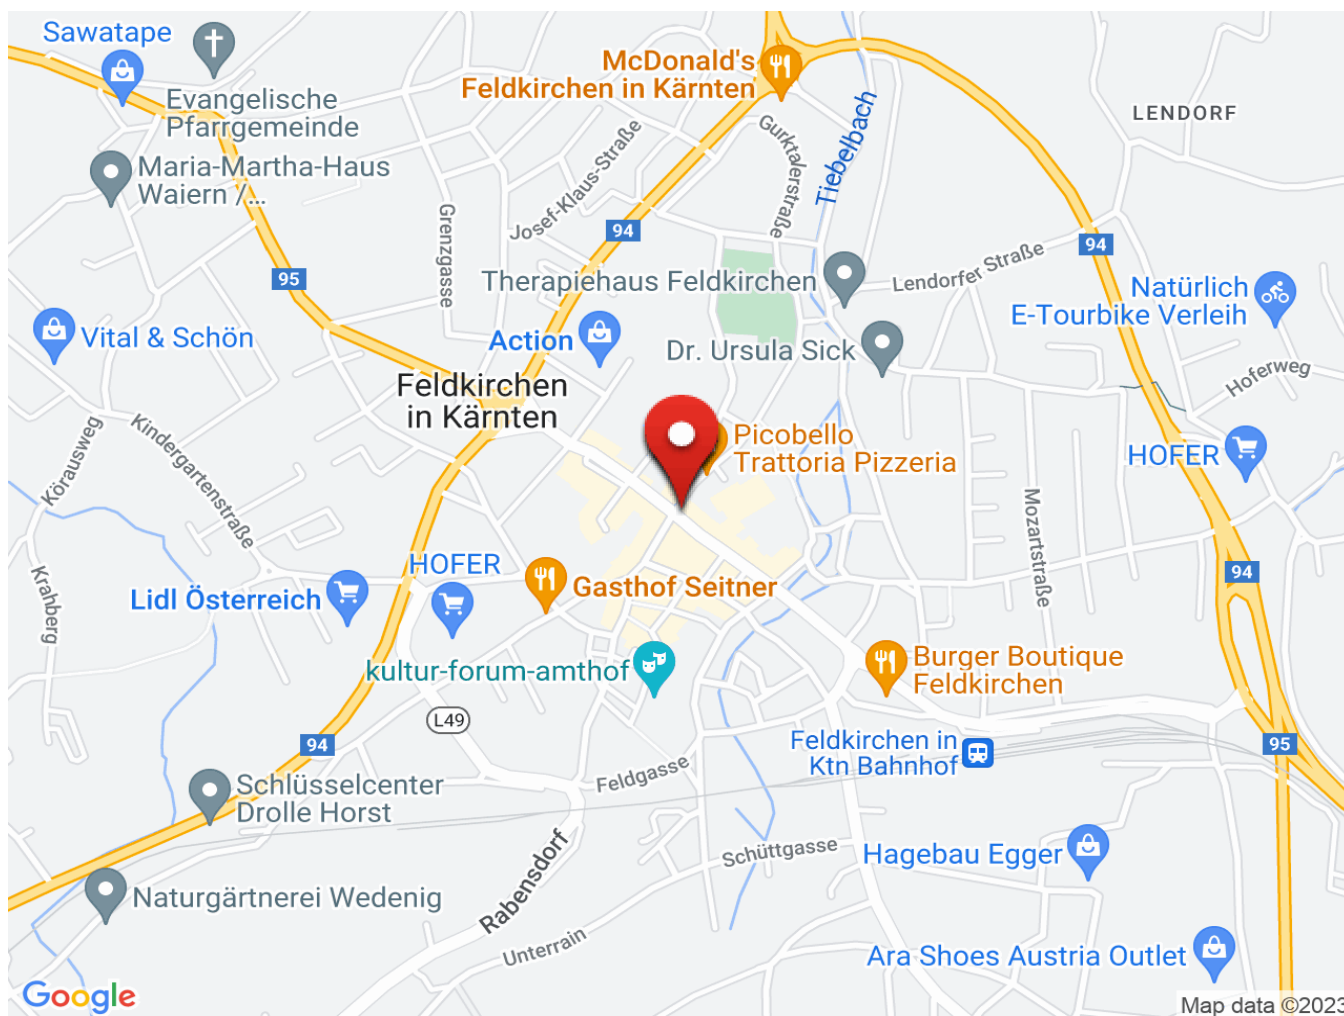 Sawatape
McDonald's
Feldkirchen in Kärnten
Evangelische
Pfarrgemeinde
LENDORF
Gurktalerstraße
Tiebelbach
Maria-Martha-Haus
Waiern /...
Josef-Klaus-Straße
Grenzgasse
94
94
95
Therapiehaus Feldkirchen
Lendorfer Straße
Natürlich
E-Tourbike Verleih
Vital & Schön
Action
Dr. Ursula Sick
Hoferweg
Feldkirchen
in Kärnten
Körausweg
Kindergartenstraße
Picobello
Trattoria Pizzeria
HOFER
Mozartstraße
HOFER
94
Krahberg
Lidl Österreich
Gasthof Seitner
kultur-forum-amthof
Burger Boutique
Feldkirchen
L49
94
Feldkirchen in
Ktn Bahnhof
95
Feldgasse
Schlüsselcenter
Drolle Horst
Schüttgasse
Hagebau Egger
Rabensdorf
Naturgärtnerei Wedenig
Unterrain
Ara Shoes Austria Outlet
Google
Map data ©2023